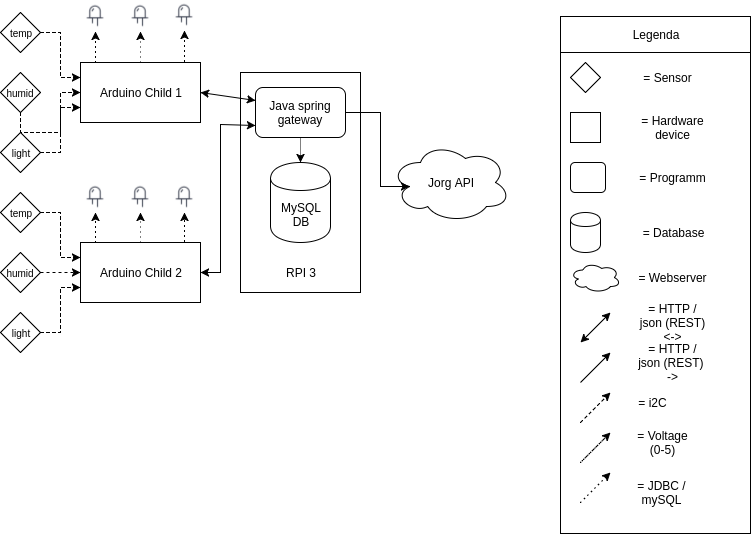 temp
humid
light
Arduino Child 1
temp
humid
light
Arduino Child 2
Java spring
gateway
MySQL
DB
RPI 3
Jorg API
Legenda
= Sensor
= Hardware
device
= Programm
= Database
= Webserver
= HTTP /
json (REST)
<->
= HTTP /
json (REST)
->
= i2C
= Voltage
(0-5)
= JDBC /
mySQL